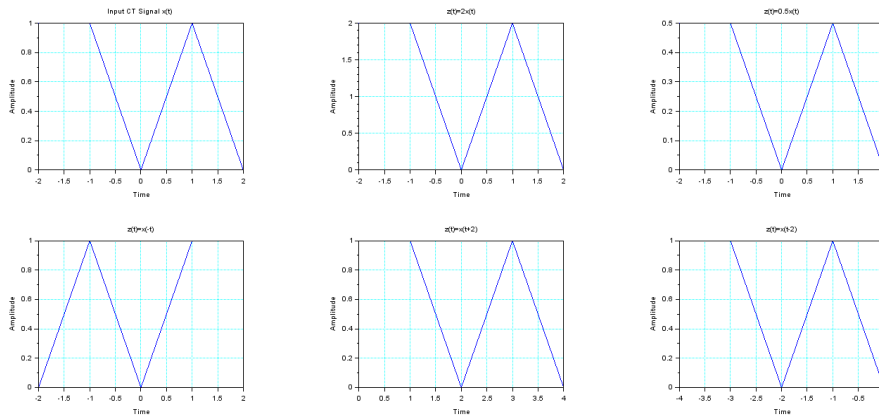 Input CT Signal x(t)
1
0.8
0.6
0.4
0.2
0
Amplitude
-2 -1.5 -1 -0.5 0 0.5 1 1.5 2
Time
z(t)=2x(t)
2
1.5
1
0.5
0
Amplitude
-2 -1.5 -1 -0.5 0 0.5 1 1.5 2
Time
z(t)=0.5x(t)
0.5
0.4
0.3
0.2
0.1
0
Amplitude
-2 -1.5 -1 -0.5 0 0.5 1 1.5
Time
z(t)=x(-t)
1
0.8
0.6
0.4
0.2
0
Amplitude
-2 -1.5 -1 -0.5 0 0.5 1 1.5 2
Time
z(t)=x(t+2)
1
0.8
0.6
0.4
0.2
0
Amplitude
0 0.5 1 1.5 2 2.5 3 3.5 4
Time
z(t)=x(t-2)
1
0.8
0.6
0.4
0.2
0
Amplitude
-4 -3.5 -3 -2.5 -2 -1.5 -1 -0.5
Time